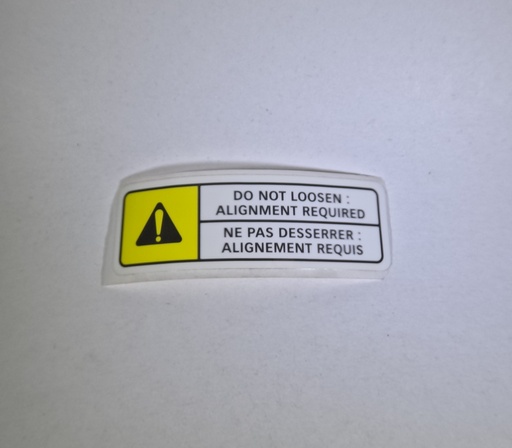 DO NOT LOOSEN :
ALIGNMENT REQUIRED
NE PAS DESSERRER :
ALIGNEMENT REQUIS